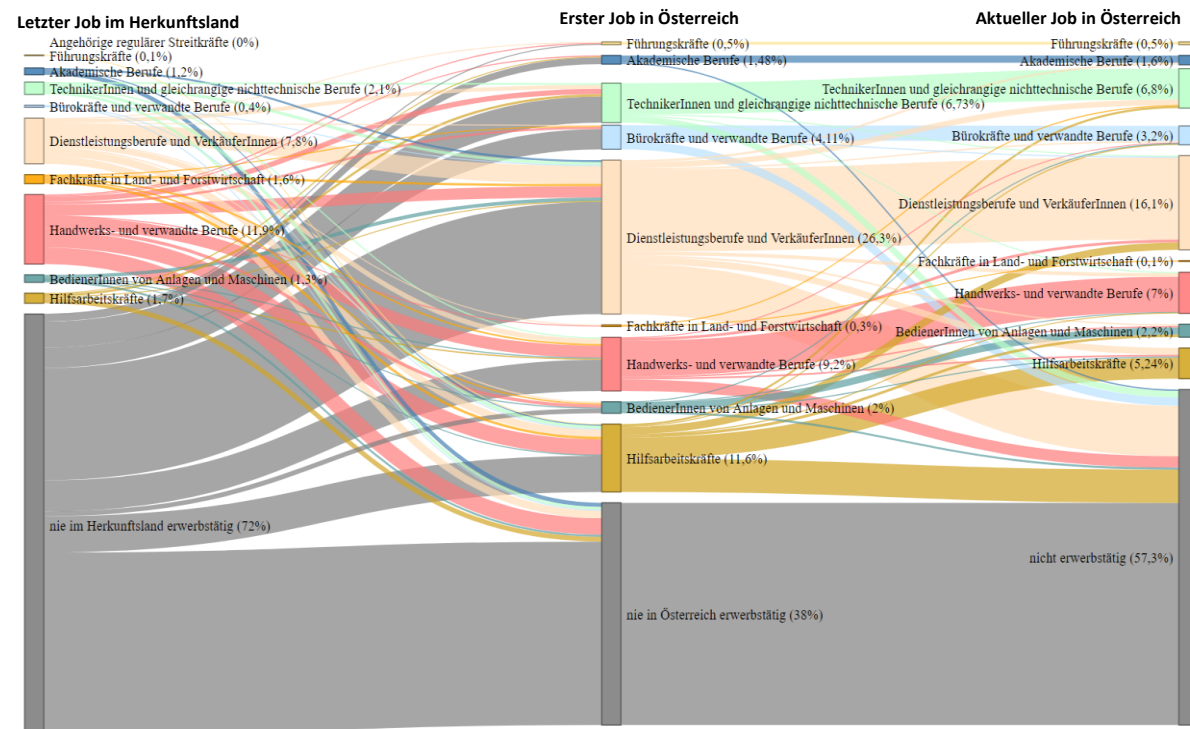 Letzter Job im Herkunftsland
Angehörige regulärer Streitkräfte (0%)
Führungskräfte (0,1%)
Akademische Berufe (1,2%)
TechnikerInnen und gleichrangige nichttechnische Berufe (2,1%)
Bürokräfte und verwandte Berufe (0,4%)
Dienstleistungsberufe und VerkäuferInnen (7,8%)
Fachkräfte in Land- und Forstwirtschaft (1,6%)
Handwerks- und verwandte Berufe (11,9%)
BedienerInnen von Anlagen und Maschinen (1,3%)
Hilfsarbeitskräfte (1,7%)
nie im Herkunftsland erwerbstätig (72%)
Erster Job in Österreich
Führungskräfte (0,5%)
Akademische Berufe (1,48%)
TechnikerInnen und gleichrangige nichttechnische Berufe (6,73%)
Bürokräfte und verwandte Berufe (4,11%)
Dienstleistungsberufe und VerkäuferInnen (26,3%)
Fachkräfte in Land- und Forstwirtschaft (0,3%)
Handwerks- und verwandte Berufe (9,2%)
BedienerInnen von Anlagen und Maschinen (2%)
Hilfsarbeitskräfte (11,6%)
nie in Österreich erwerbstätig (38%)
Aktueller Job in Österreich
Führungskräfte (0,5%)
Akademische Berufe (1,6%)
TechnikerInnen und gleichrangige nichttechnische Berufe (6,8%)
Bürokräfte und verwandte Berufe (3,2%)
Dienstleistungsberufe und VerkäuferInnen (16,1%)
Fachkräfte in Land- und Forstwirtschaft (0,1%)
Handwerks- und verwandte Berufe (7%)
BedienerInnen von Anlagen und Maschinen (2,2%)
Hilfsarbeitskräfte (5,24%)
nicht erwerbstätig (57,3%)